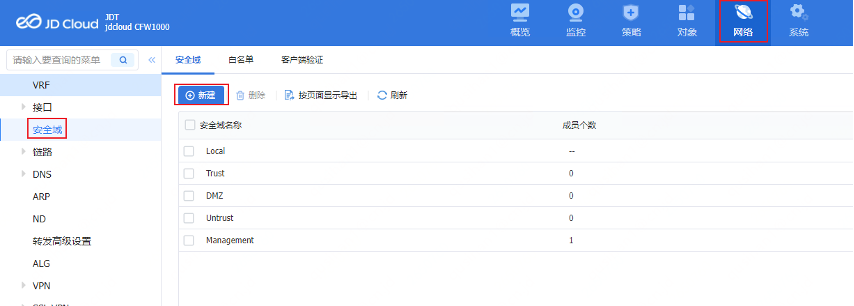 JD Cloud JDT
jdcloud CFW1000
概览 监控 策略 对象 网络 系统
请输入要查询的菜单
安全域 白名单 客户端验证
VRF
接口
安全域
链路
DNS
ARP
ND
转发高级设置
ALG
VPN
新建 删除 按页面显示导出 刷新
安全域名称 成员个数
Local --
Trust 0
DMZ 0
Untrust 0
Management 1